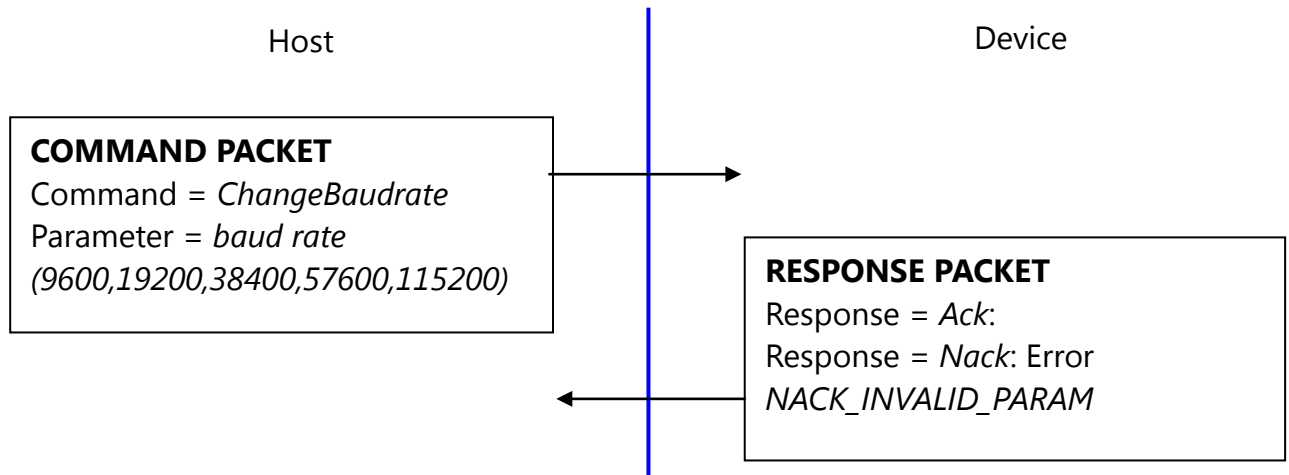 Host
Device
COMMAND PACKET
Command = ChangeBaudrate
Parameter = baud rate
(9600,19200,38400,57600,115200)
RESPONSE PACKET
Response = Ack:
Response = Nack: Error
NACK_INVALID_PARAM